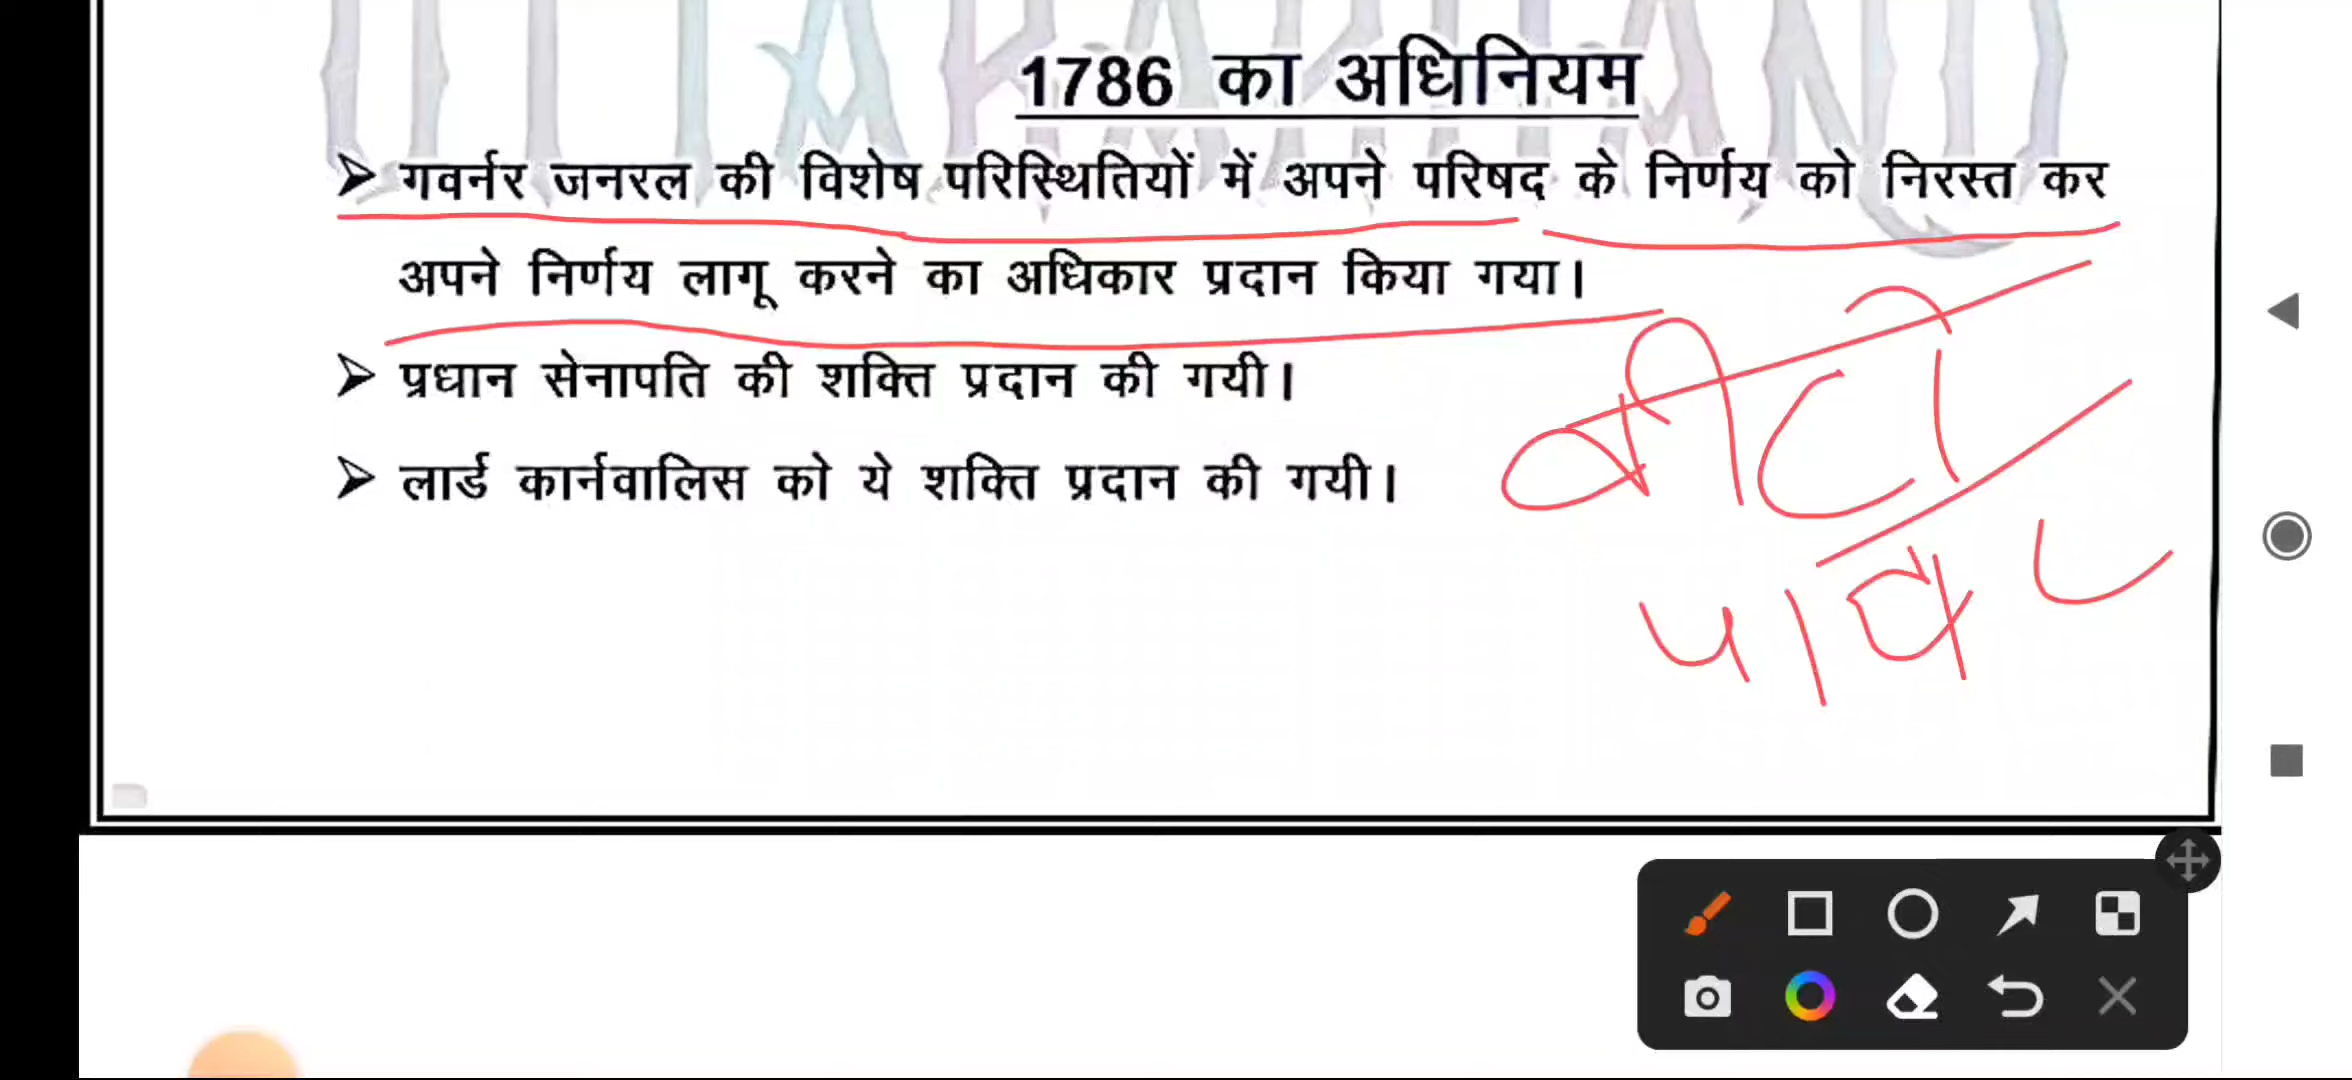 UTTARAKHAND
1786 का अधिनियम
➢ गवर्नर जनरल की विशेष परिस्थितियों में अपने परिषद के निर्णय को निरस्त कर
अपने निर्णय लागू करने का अधिकार प्रदान किया गया।
➢ प्रधान सेनापति की शक्ति प्रदान की गयी।
➢ लार्ड कार्नवालिस को ये शक्ति प्रदान की गयी।
वीटो
पावर